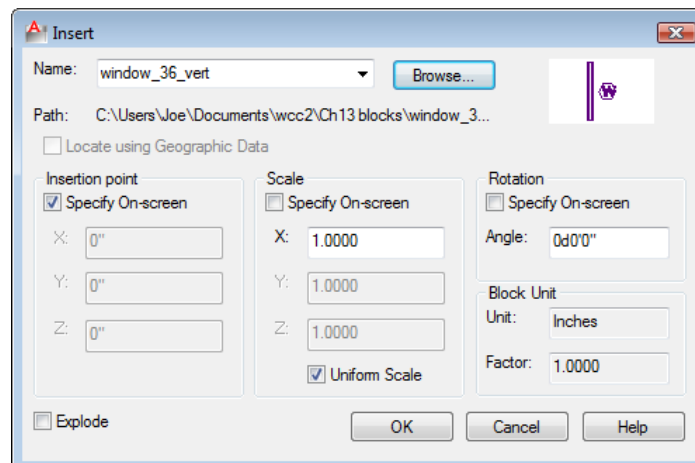 Insert
Name: window_36_vert Browse...
W
Path: C:\Users\Joe\Documents\wcc2\Ch13 blocks\window_3...
Locate using Geographic Data
Insertion point
Specify On-screen
X: 0"
Y: 0"
Z: 0"
Scale
Specify On-screen
X: 1.0000
Y: 1.0000
Z: 1.0000
Uniform Scale
Rotation
Specify On-screen
Angle: 0d0'0"
Block Unit
Unit: Inches
Factor: 1.0000
Explode
OK Cancel Help